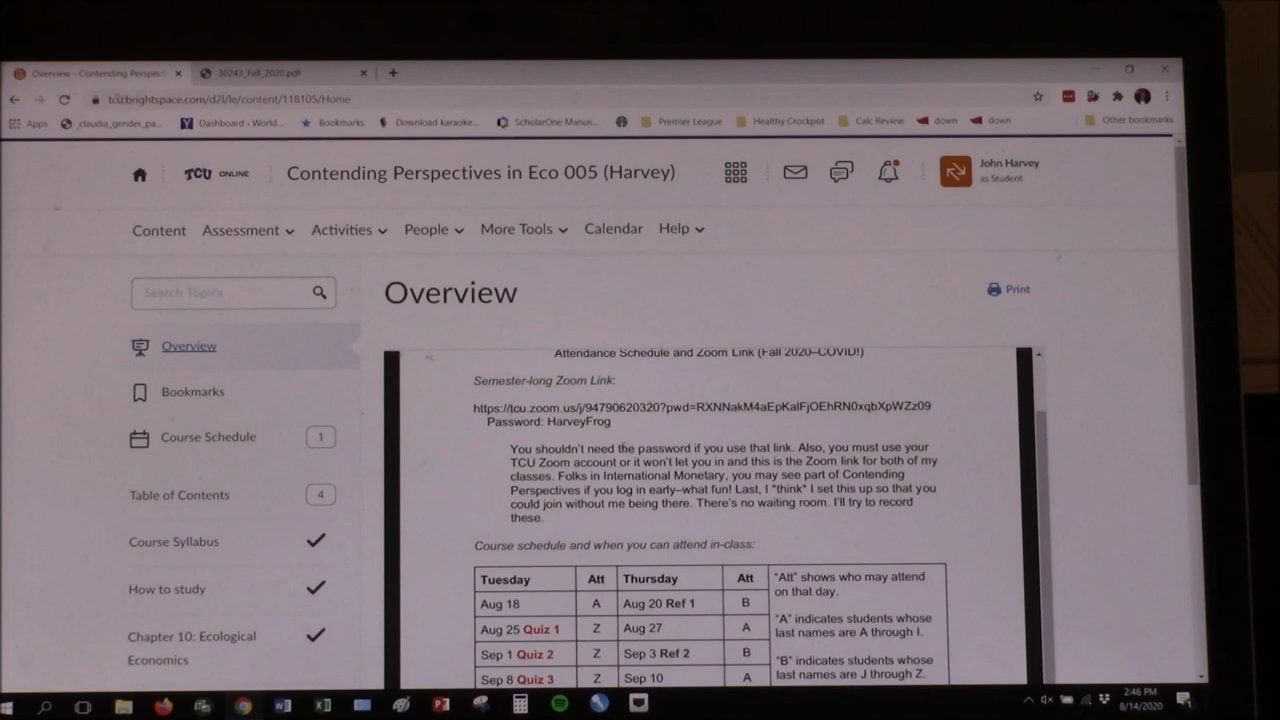 Overview - Contending Perspec
30243_Fall_2020.pdf
tcu.brightspace.com/d2l/le/content/118105/Home
Apps
claudia_gender_pa...
Dashboard - World...
Bookmarks
Download karaoke...
ScholarOne Manus...
Premier League
Healthy Crockpot
Calc Review
down
down
Other bookmarks
TCU ONLINE
Contending Perspectives in Eco 005 (Harvey)
John Harvey
as Student
Content
Assessment
Activities
People
More Tools
Calendar
Help
Search Topics
Overview
Bookmarks
Course Schedule 1
Table of Contents 4
Course Syllabus
How to study
Chapter 10: Ecological
Economics
Overview
Print
Attendance Schedule and Zoom Link (Fall 2020–COVID!)
Semester-long Zoom Link:
https://tcu.zoom.us/j/94790620320?pwd=RXNNakM4aEpKalFjOEhRN0xqbXpWZz09
Password: HarveyFrog
You shouldn't need the password if you use that link. Also, you must use your
TCU Zoom account or it won't let you in and this is the Zoom link for both of my
classes. Folks in International Monetary, you may see part of Contending
Perspectives if you log in early–what fun! Last, I *think* I set this up so that you
could join without me being there. There's no waiting room. I'll try to record
these.
Course schedule and when you can attend in-class:
Tuesday Att Thursday Att
Aug 18 A Aug 20 Ref 1 B
Aug 25 Quiz 1 Z Aug 27 A
Sep 1 Quiz 2 Z Sep 3 Ref 2 B
Sep 8 Quiz 3 Z Sep 10 A
"Att" shows who may attend
on that day.
"A" indicates students whose
last names are A through I.
"B" indicates students whose
last names are J through Z.
2:46 PM
8/14/2020